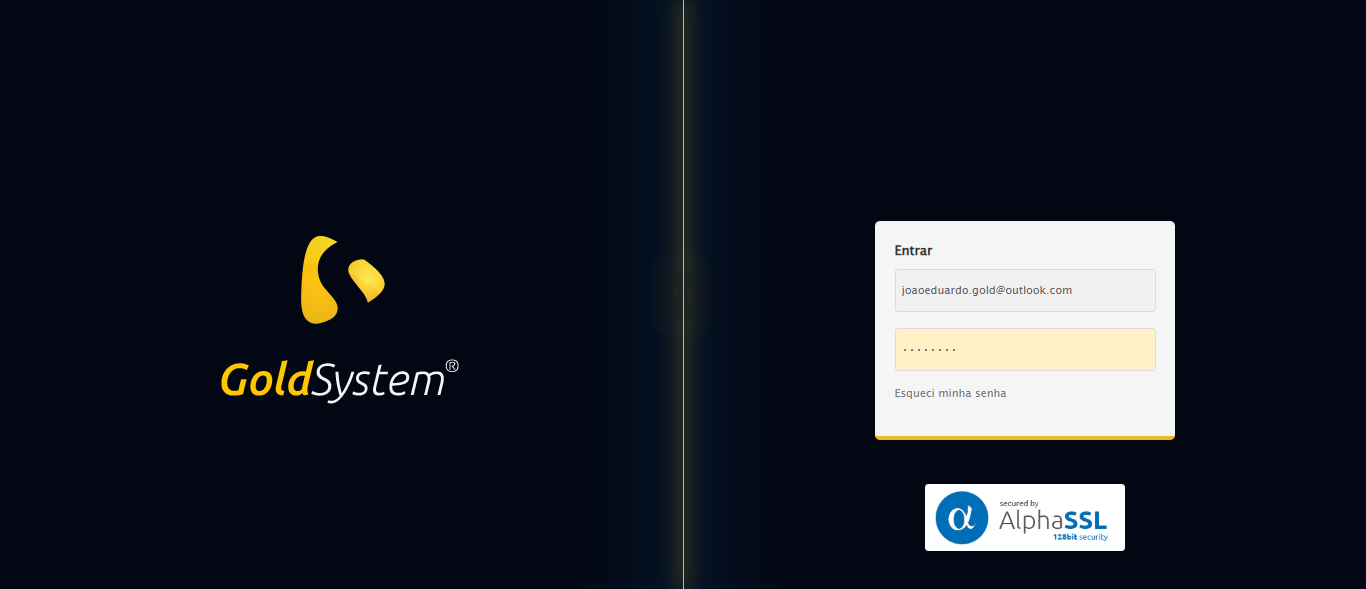 GoldSystem®
Entrar
joaoeduardo.gold@outlook.com
........
Esqueci minha senha
α
secured by
AlphaSSL
128bit security